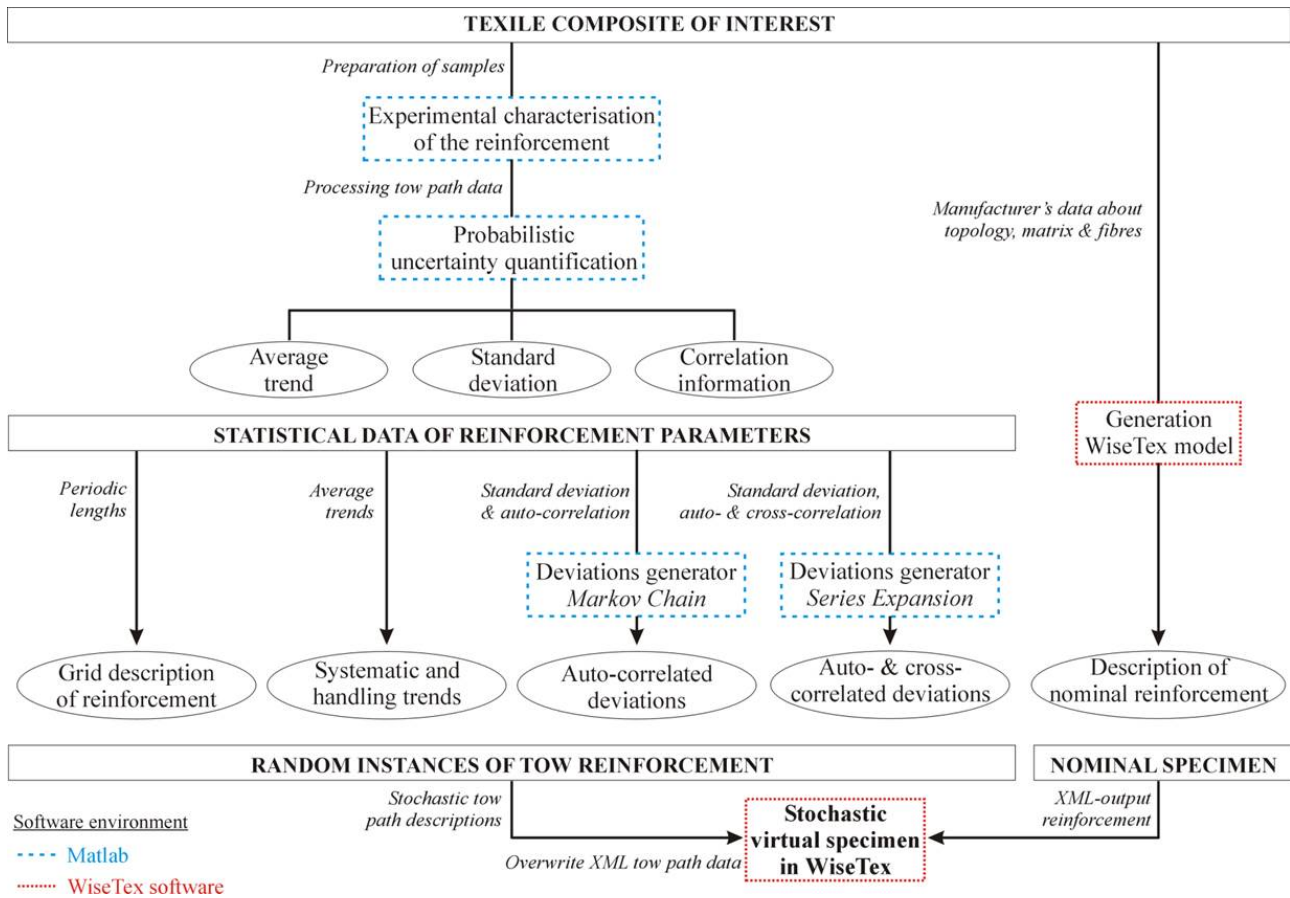 TEXILE COMPOSITE OF INTEREST
Preparation of samples
Experimental characterisation
of the reinforcement
Processing tow path data
Probabilistic
uncertainty quantification
Manufacturer's data about
topology, matrix & fibres
Average
trend
Standard
deviation
Correlation
information
Generation
WiseTex model
STATISTICAL DATA OF REINFORCEMENT PARAMETERS
Periodic
lengths
Average
trends
Standard deviation
& auto-correlation
Standard deviation,
auto- & cross-correlation
Deviations generator
Markov Chain
Deviations generator
Series Expansion
Grid description
of reinforcement
Systematic and
handling trends
Auto-correlated
deviations
Auto- & cross-
correlated deviations
Description of
nominal reinforcement
RANDOM INSTANCES OF TOW REINFORCEMENT
NOMINAL SPECIMEN
Stochastic tow
path descriptions
Overwrite XML tow path data
Stochastic
virtual specimen
in WiseTex
XML-output
reinforcement
Software environment
Matlab
WiseTex software